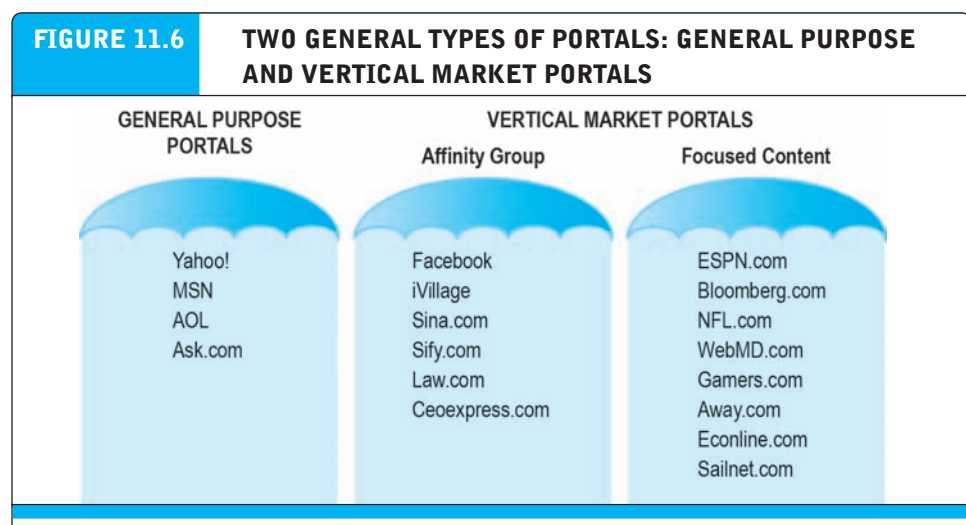 FIGURE 11.6
TWO GENERAL TYPES OF PORTALS: GENERAL PURPOSE
AND VERTICAL MARKET PORTALS
GENERAL PURPOSE
PORTALS
VERTICAL MARKET PORTALS
Affinity Group
Focused Content
Yahoo!
MSN
AOL
Ask.com
Facebook
iVillage
Sina.com
Sify.com
Law.com
Ceoexpress.com
ESPN.com
Bloomberg.com
NFL.com
WebMD.com
Gamers.com
Away.com
Econline.com
Sailnet.com